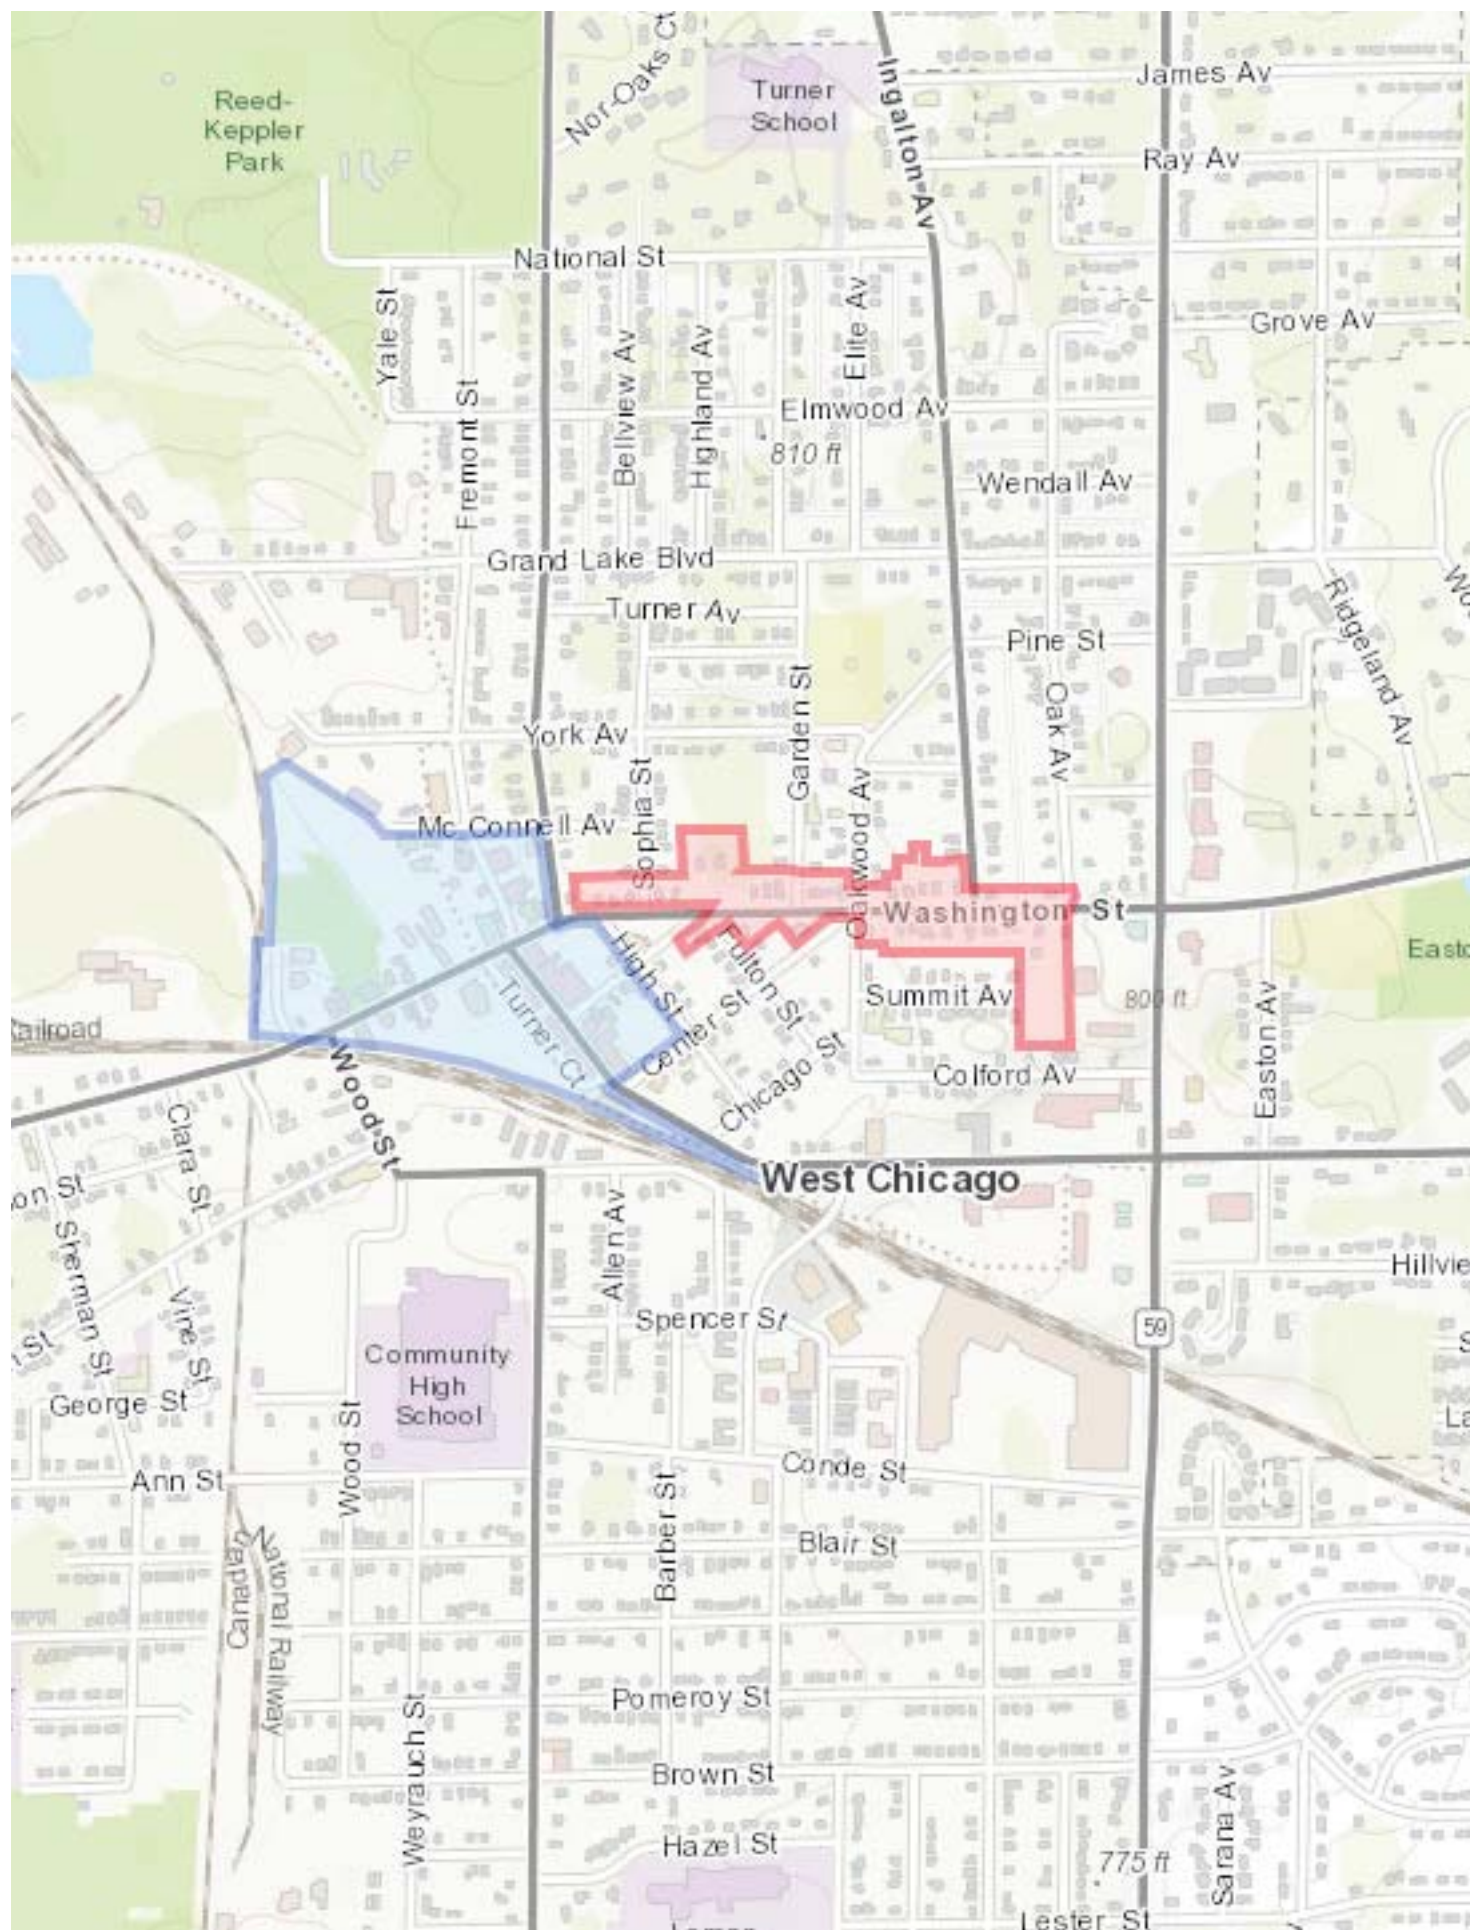 Nor-Oaks Ct
Ingalton Av
James Av
Reed-
Keppler
Park
Turner
School
Ray Av
National St
Yale St
Elite Av
Grove Av
Fremont St
Bellview Av
Highland Av
Elmwood Av
810 ft
Wendall Av
Grand Lake Blvd
Turner Av
Ridgeland Av
Pine St
Garden St
Oak Av
York Av
Sophia St
Oakwood Av
Mc Connell Av
Washington St
High St
Fulton St
Easto
Turner Ct
Center St
Summit Av
800 ft
Easton Av
Railroad
Wood St
Chicago St
Colford Av
Clara St
West Chicago
on St
Sherman St
Allen Av
Hillvie
Vine St
Spencer St
59
St
Community
High
School
George St
Wood St
La
Ann St
Conde St
Barber St
Blair St
Canadian
National Railway
Pomeroy St
Weyrauch St
Brown St
Sarana Av
Hazel St
775 ft
Lester St